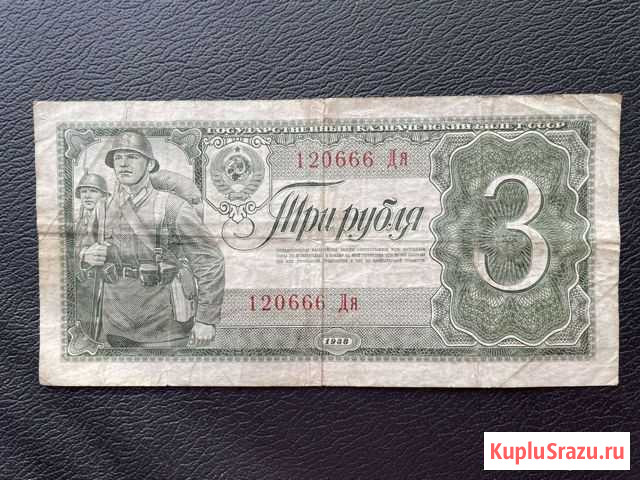 ГОСУДАРСТВЕННЫЙ КАЗНАЧЕЙСКИЙ БИЛЕТ СССР
120666 Дя
Три рубля
3
120666 Дя
1938
KupluSrazu.ru